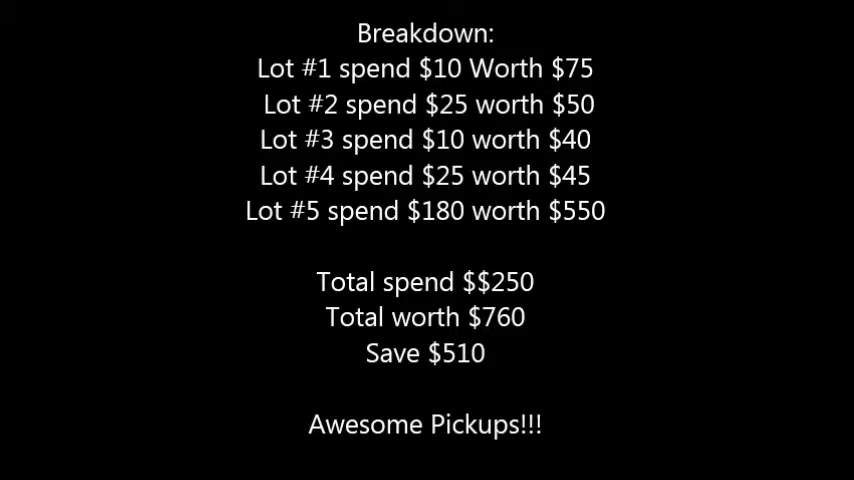 Breakdown:
Lot #1 spend $10 Worth $75
Lot #2 spend $25 worth $50
Lot #3 spend $10 worth $40
Lot #4 spend $25 worth $45
Lot #5 spend $180 worth $550
Total spend $$250
Total worth $760
Save $510
Awesome Pickups!!!